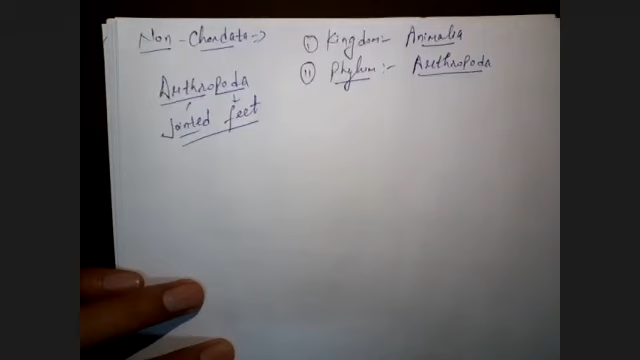 Non-Chordata =>
Arthropoda
Jointed feet
(i) Kingdom:- Animalia
(ii) Phylum:- Arthropoda